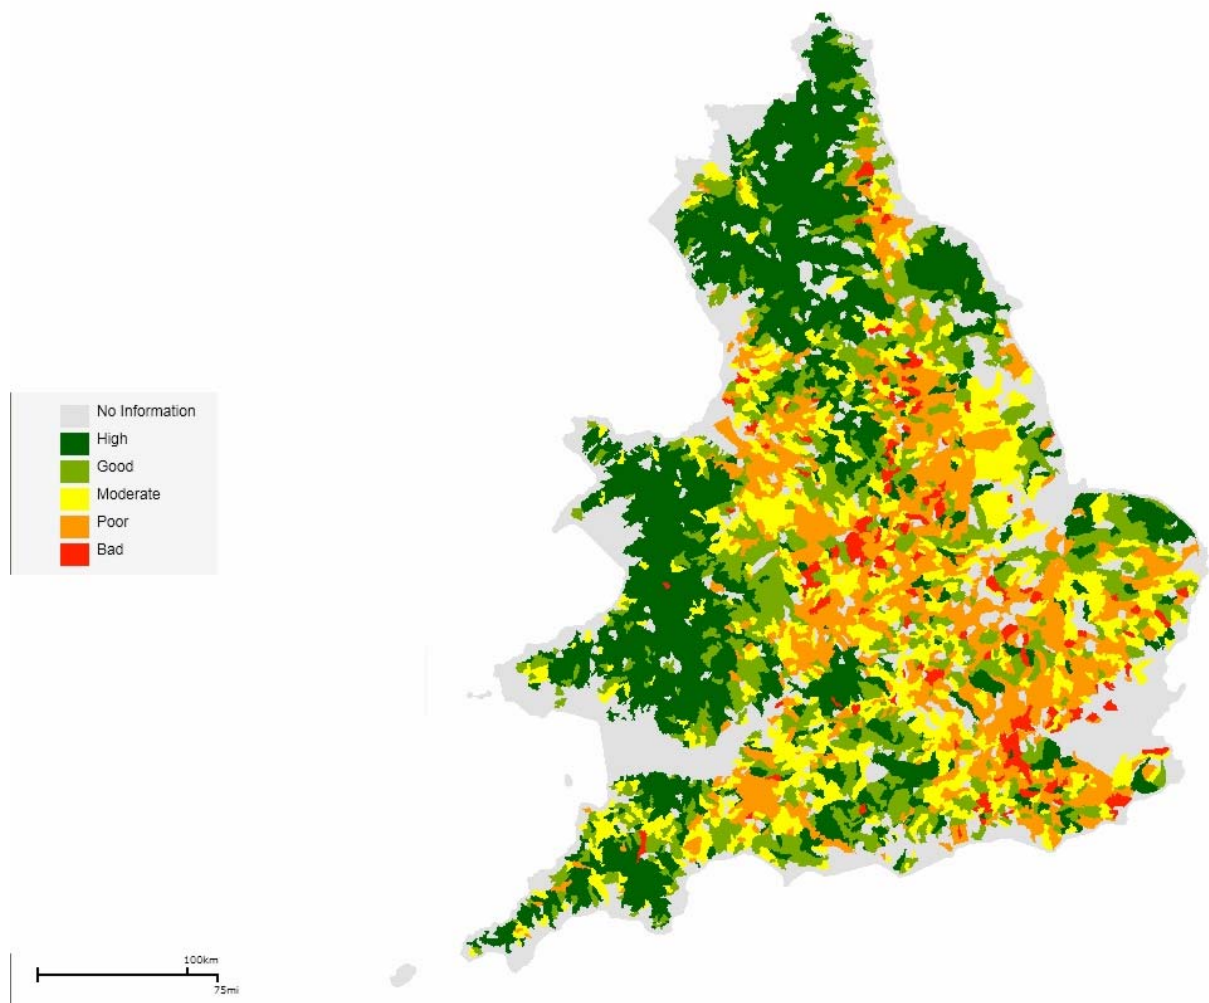 No Information
High
Good
Moderate
Poor
Bad
100km
75mi